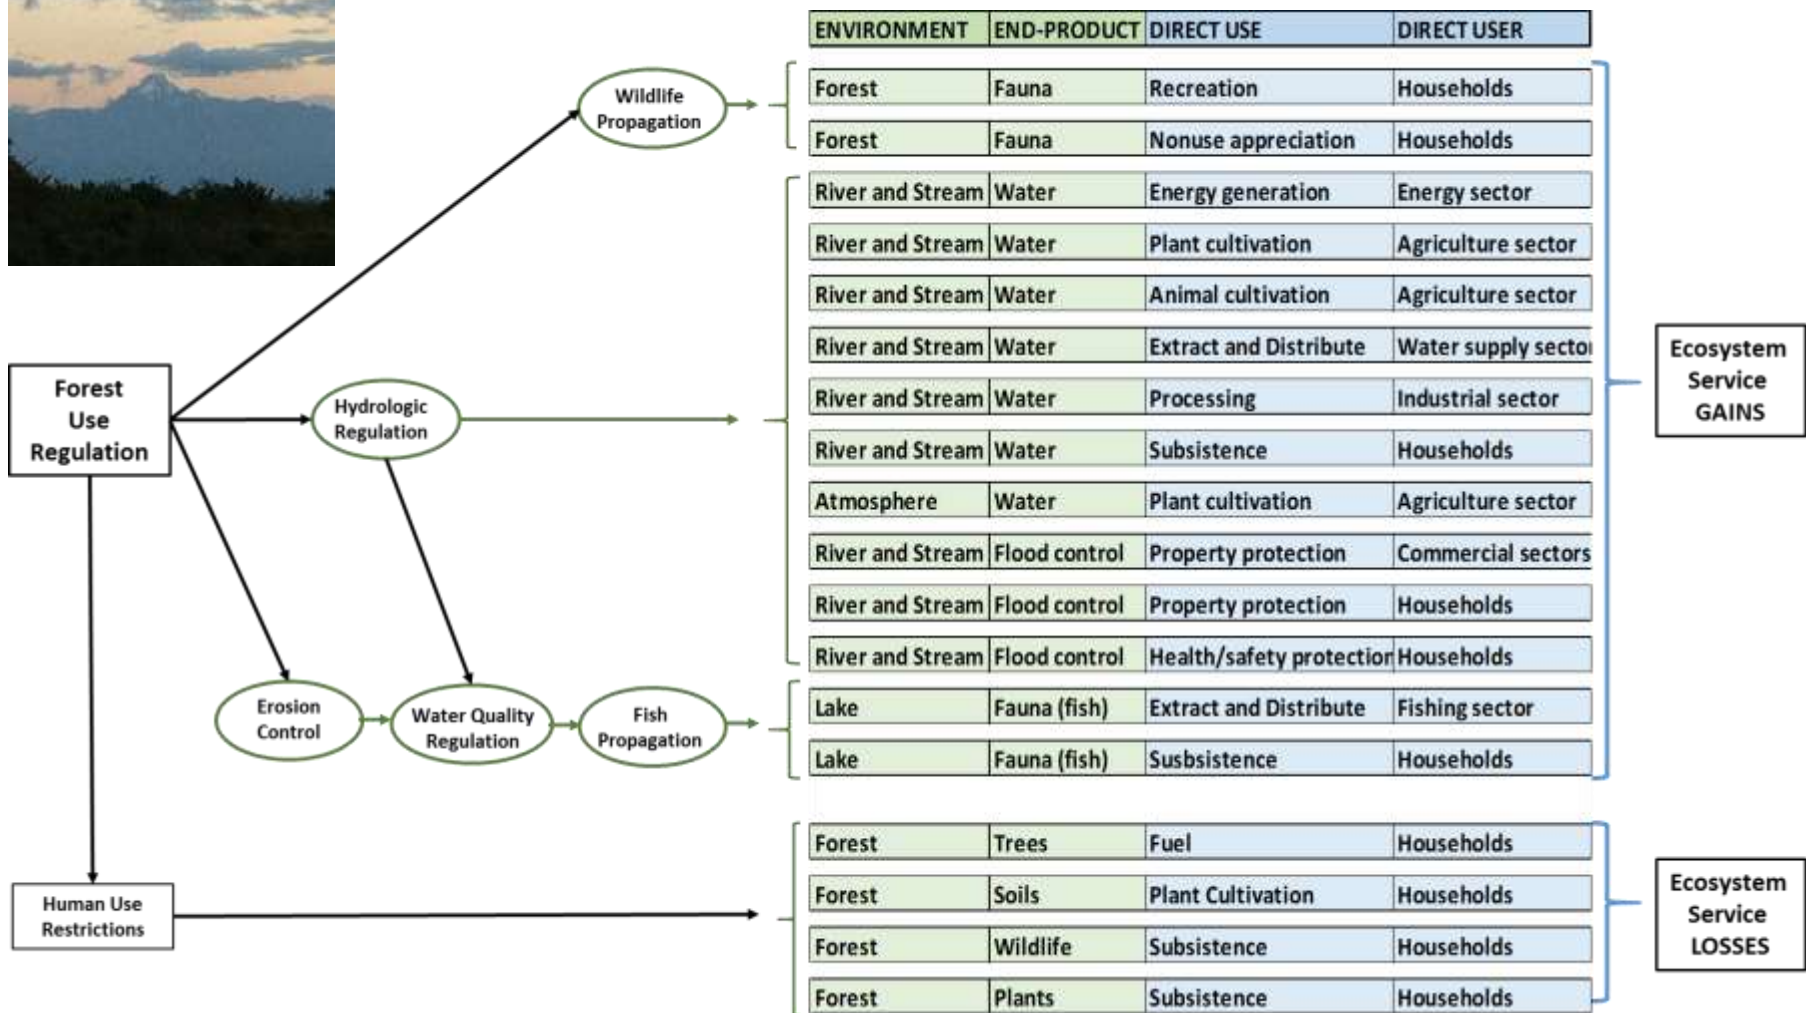 ENVIRONMENT END-PRODUCT DIRECT USE DIRECT USER
Wildlife
Propagation
Forest Fauna Recreation Households
Forest Fauna Nonuse appreciation Households
River and Stream Water Energy generation Energy sector
River and Stream Water Plant cultivation Agriculture sector
River and Stream Water Animal cultivation Agriculture sector
River and Stream Water Extract and Distribute Water supply secto
River and Stream Water Processing Industrial sector
River and Stream Water Subsistence Households
Atmosphere Water Plant cultivation Agriculture sector
River and Stream Flood control Property protection Commercial sectors
River and Stream Flood control Property protection Households
River and Stream Flood control Health/safety protection Households
Lake Fauna (fish) Extract and Distribute Fishing sector
Lake Fauna (fish) Susbsistence Households
Ecosystem
Service
GAINS
Forest
Use
Regulation
Hydrologic
Regulation
Erosion
Control
Water Quality
Regulation
Fish
Propagation
Human Use
Restrictions
Forest Trees Fuel Households
Forest Soils Plant Cultivation Households
Forest Wildlife Subsistence Households
Forest Plants Subsistence Households
Ecosystem
Service
LOSSES